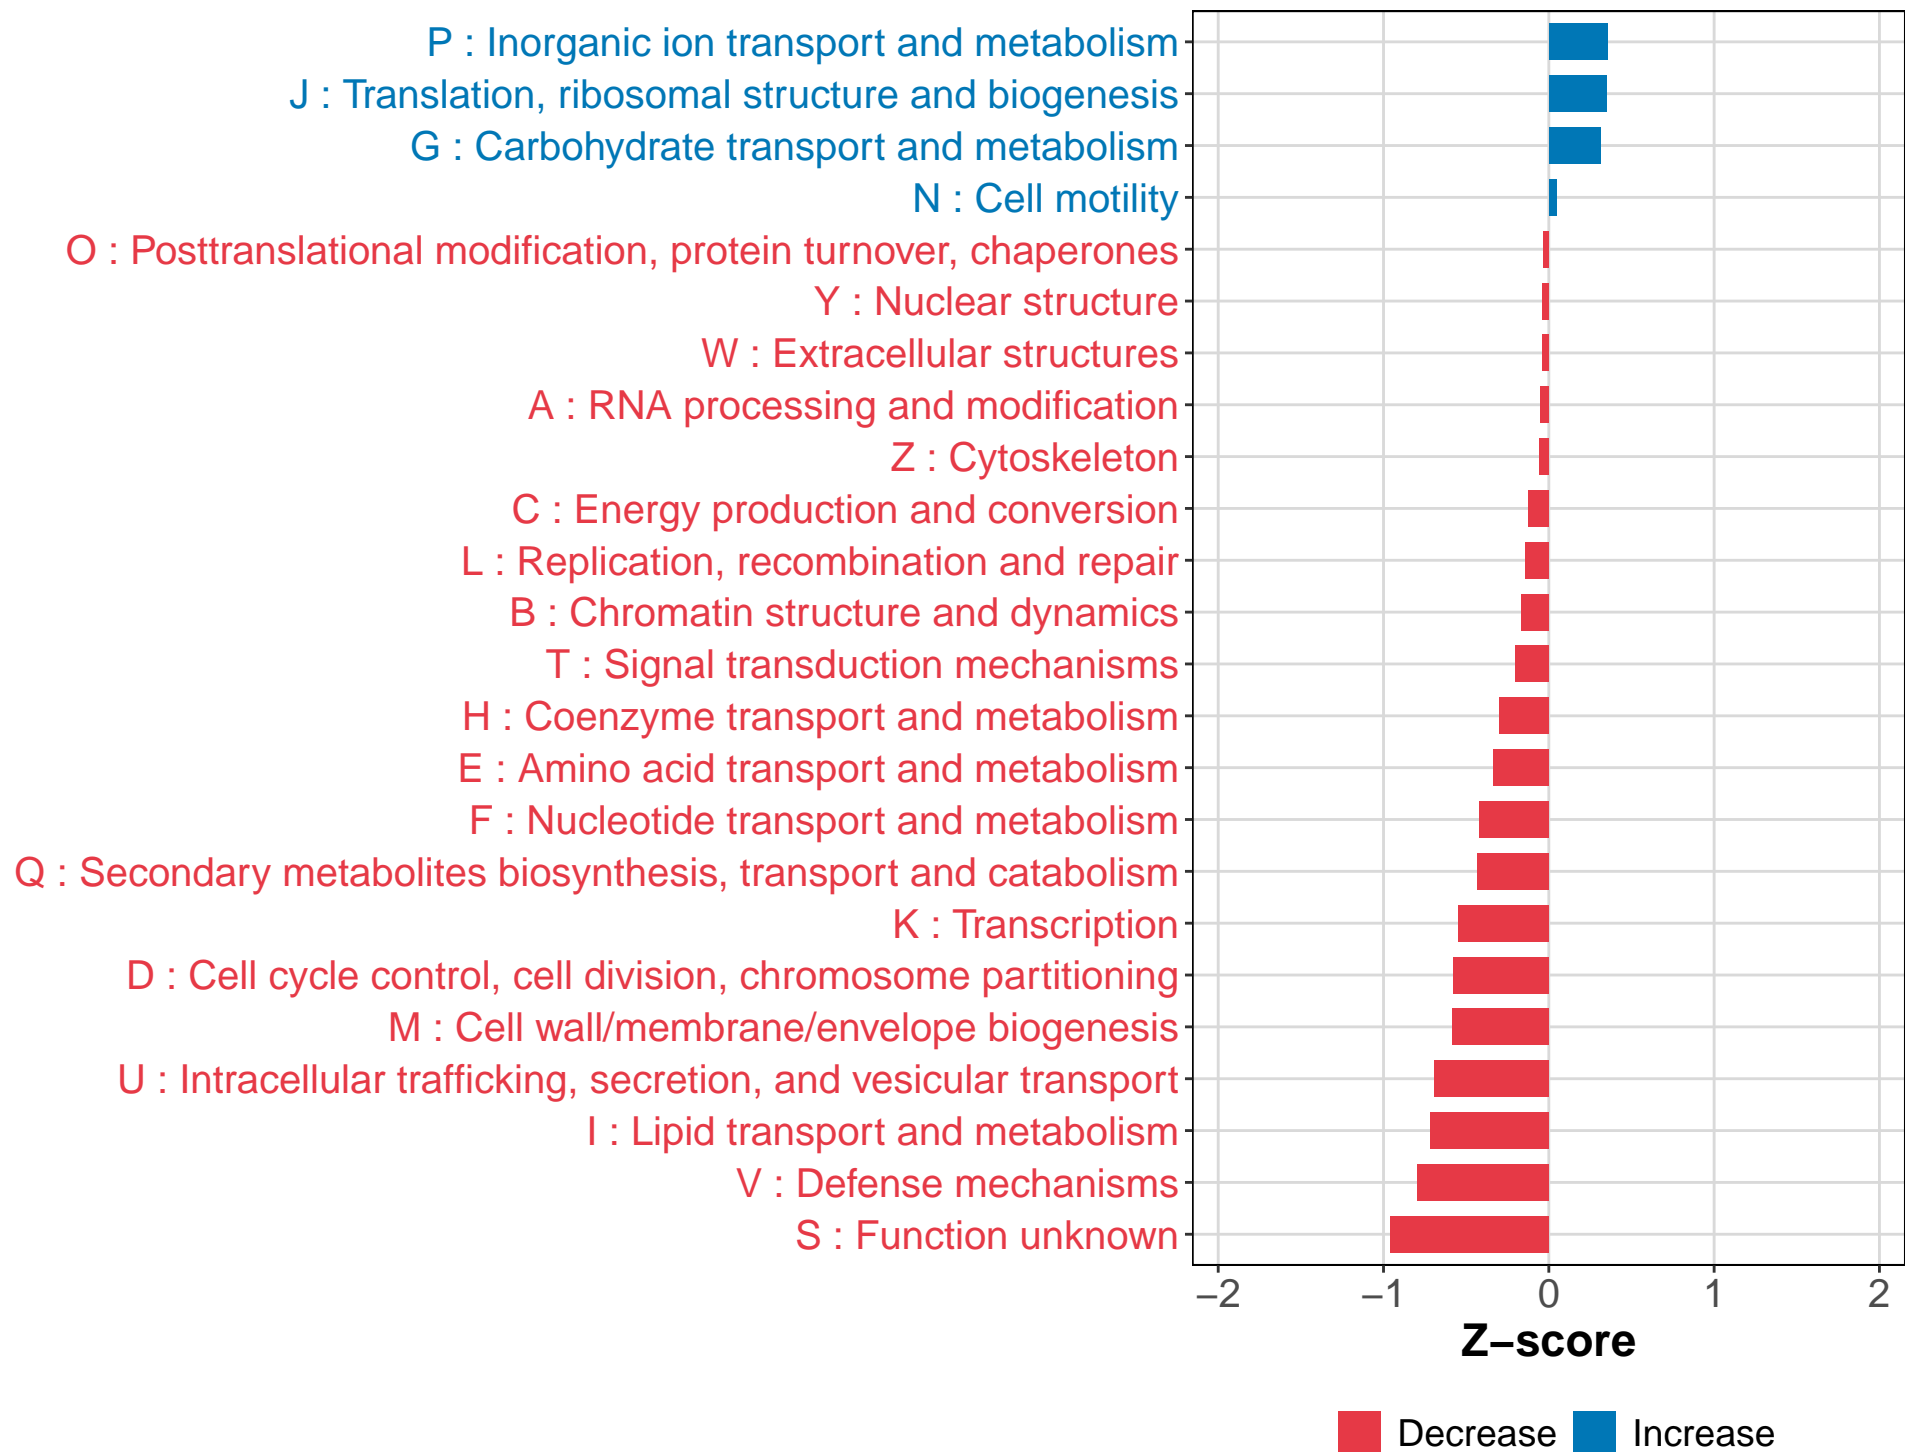 P : Inorganic ion transport and metabolism
J : Translation, ribosomal structure and biogenesis
G : Carbohydrate transport and metabolism
N : Cell motility
O : Posttranslational modification, protein turnover, chaperones
Y : Nuclear structure
W : Extracellular structures
A : RNA processing and modification
Z : Cytoskeleton
C : Energy production and conversion
L : Replication, recombination and repair
B : Chromatin structure and dynamics
T : Signal transduction mechanisms
H : Coenzyme transport and metabolism
E : Amino acid transport and metabolism
F : Nucleotide transport and metabolism
Q : Secondary metabolites biosynthesis, transport and catabolism
K : Transcription
D : Cell cycle control, cell division, chromosome partitioning
M : Cell wall/membrane/envelope biogenesis
U : Intracellular trafficking, secretion, and vesicular transport
I : Lipid transport and metabolism
V : Defense mechanisms
S : Function unknown
−2 −1 0 1 2
Z−score
Decrease Increase